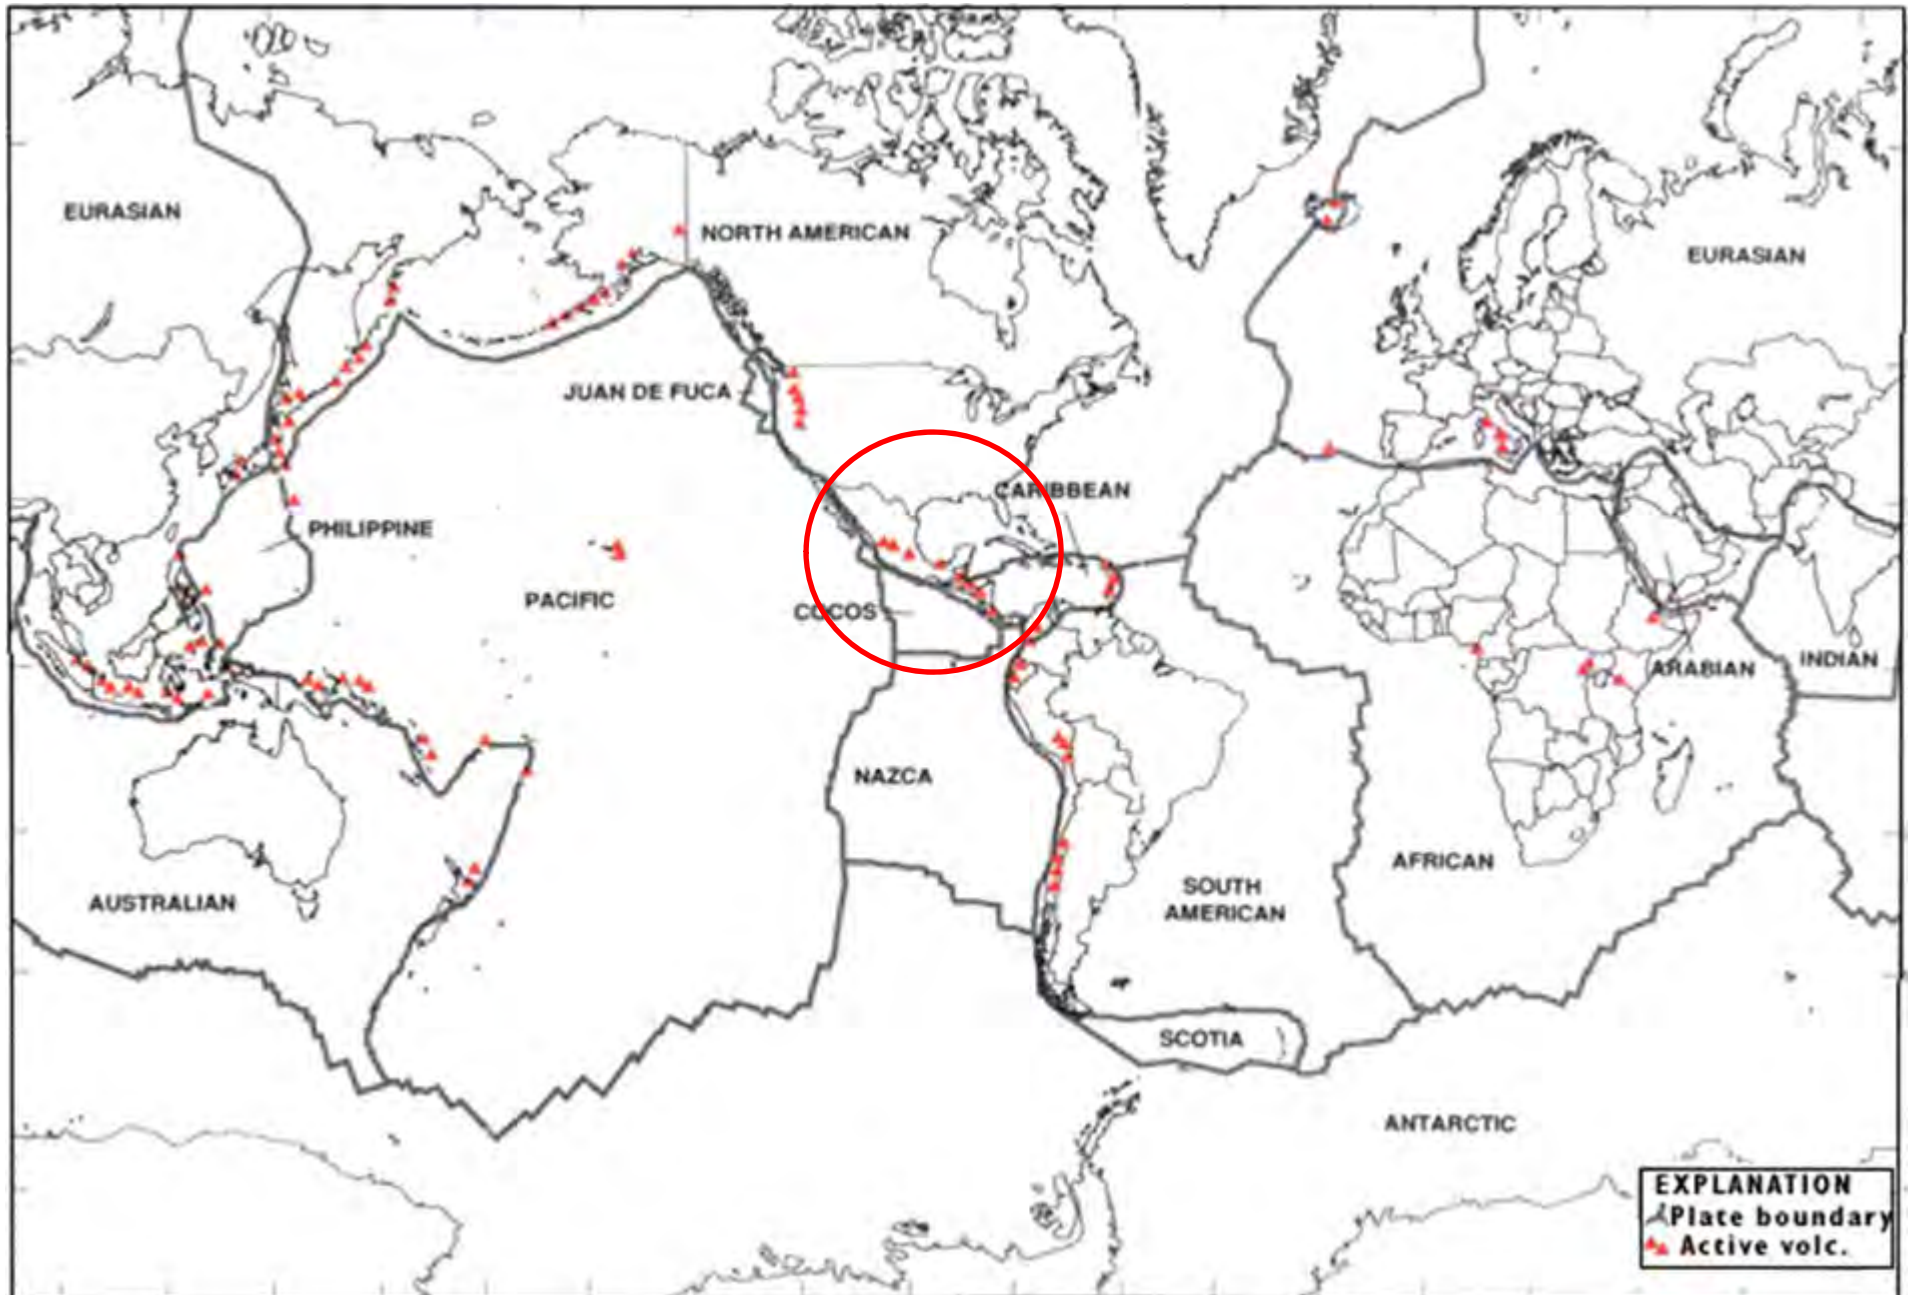 EURASIAN
NORTH AMERICAN
EURASIAN
JUAN DE FUCA
CARIBBEAN
PHILIPPINE
PACIFIC
COCOS
ARABIAN
INDIAN
NAZCA
AFRICAN
AUSTRALIAN
SOUTH
AMERICAN
SCOTIA
ANTARCTIC
EXPLANATION
Plate boundary
Active volc.